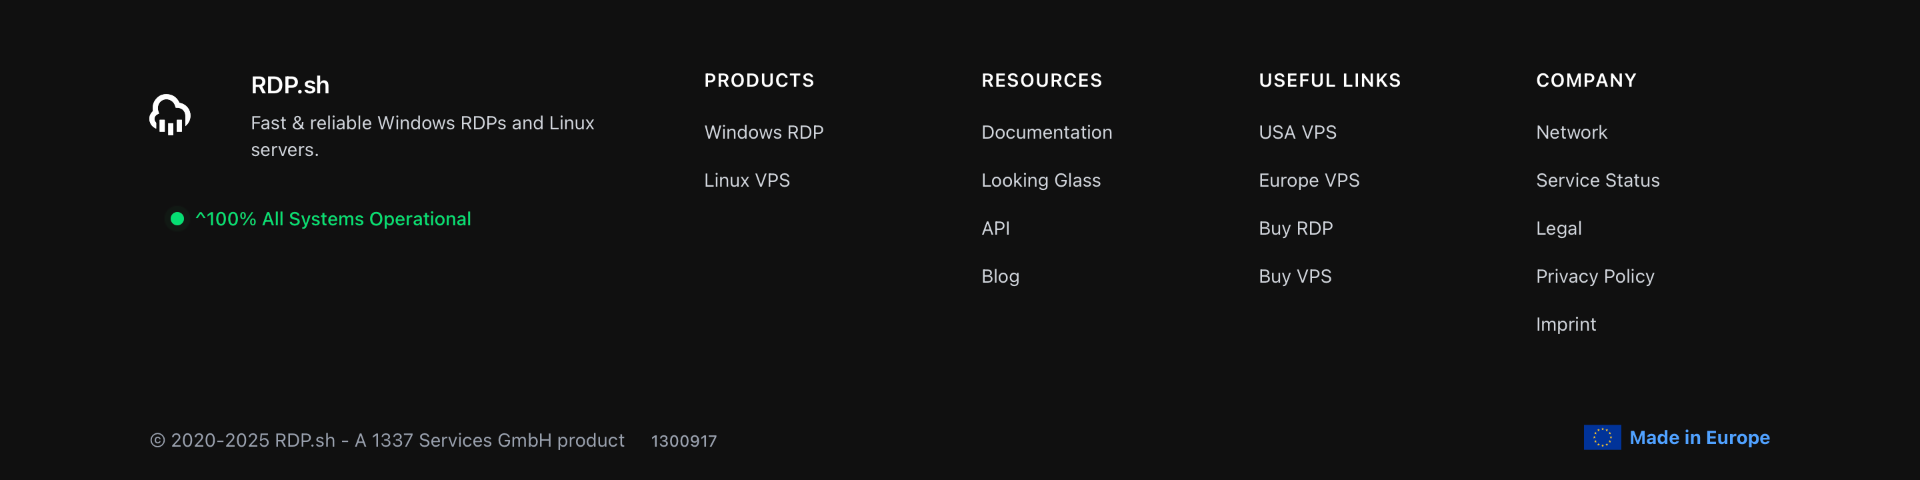 RDP.sh
Fast & reliable Windows RDPs and Linux
servers.
^100% All Systems Operational
PRODUCTS
Windows RDP
Linux VPS
RESOURCES
Documentation
Looking Glass
API
Blog
USEFUL LINKS
USA VPS
Europe VPS
Buy RDP
Buy VPS
COMPANY
Network
Service Status
Legal
Privacy Policy
Imprint
© 2020-2025 RDP.sh - A 1337 Services GmbH product 1300917
Made in Europe